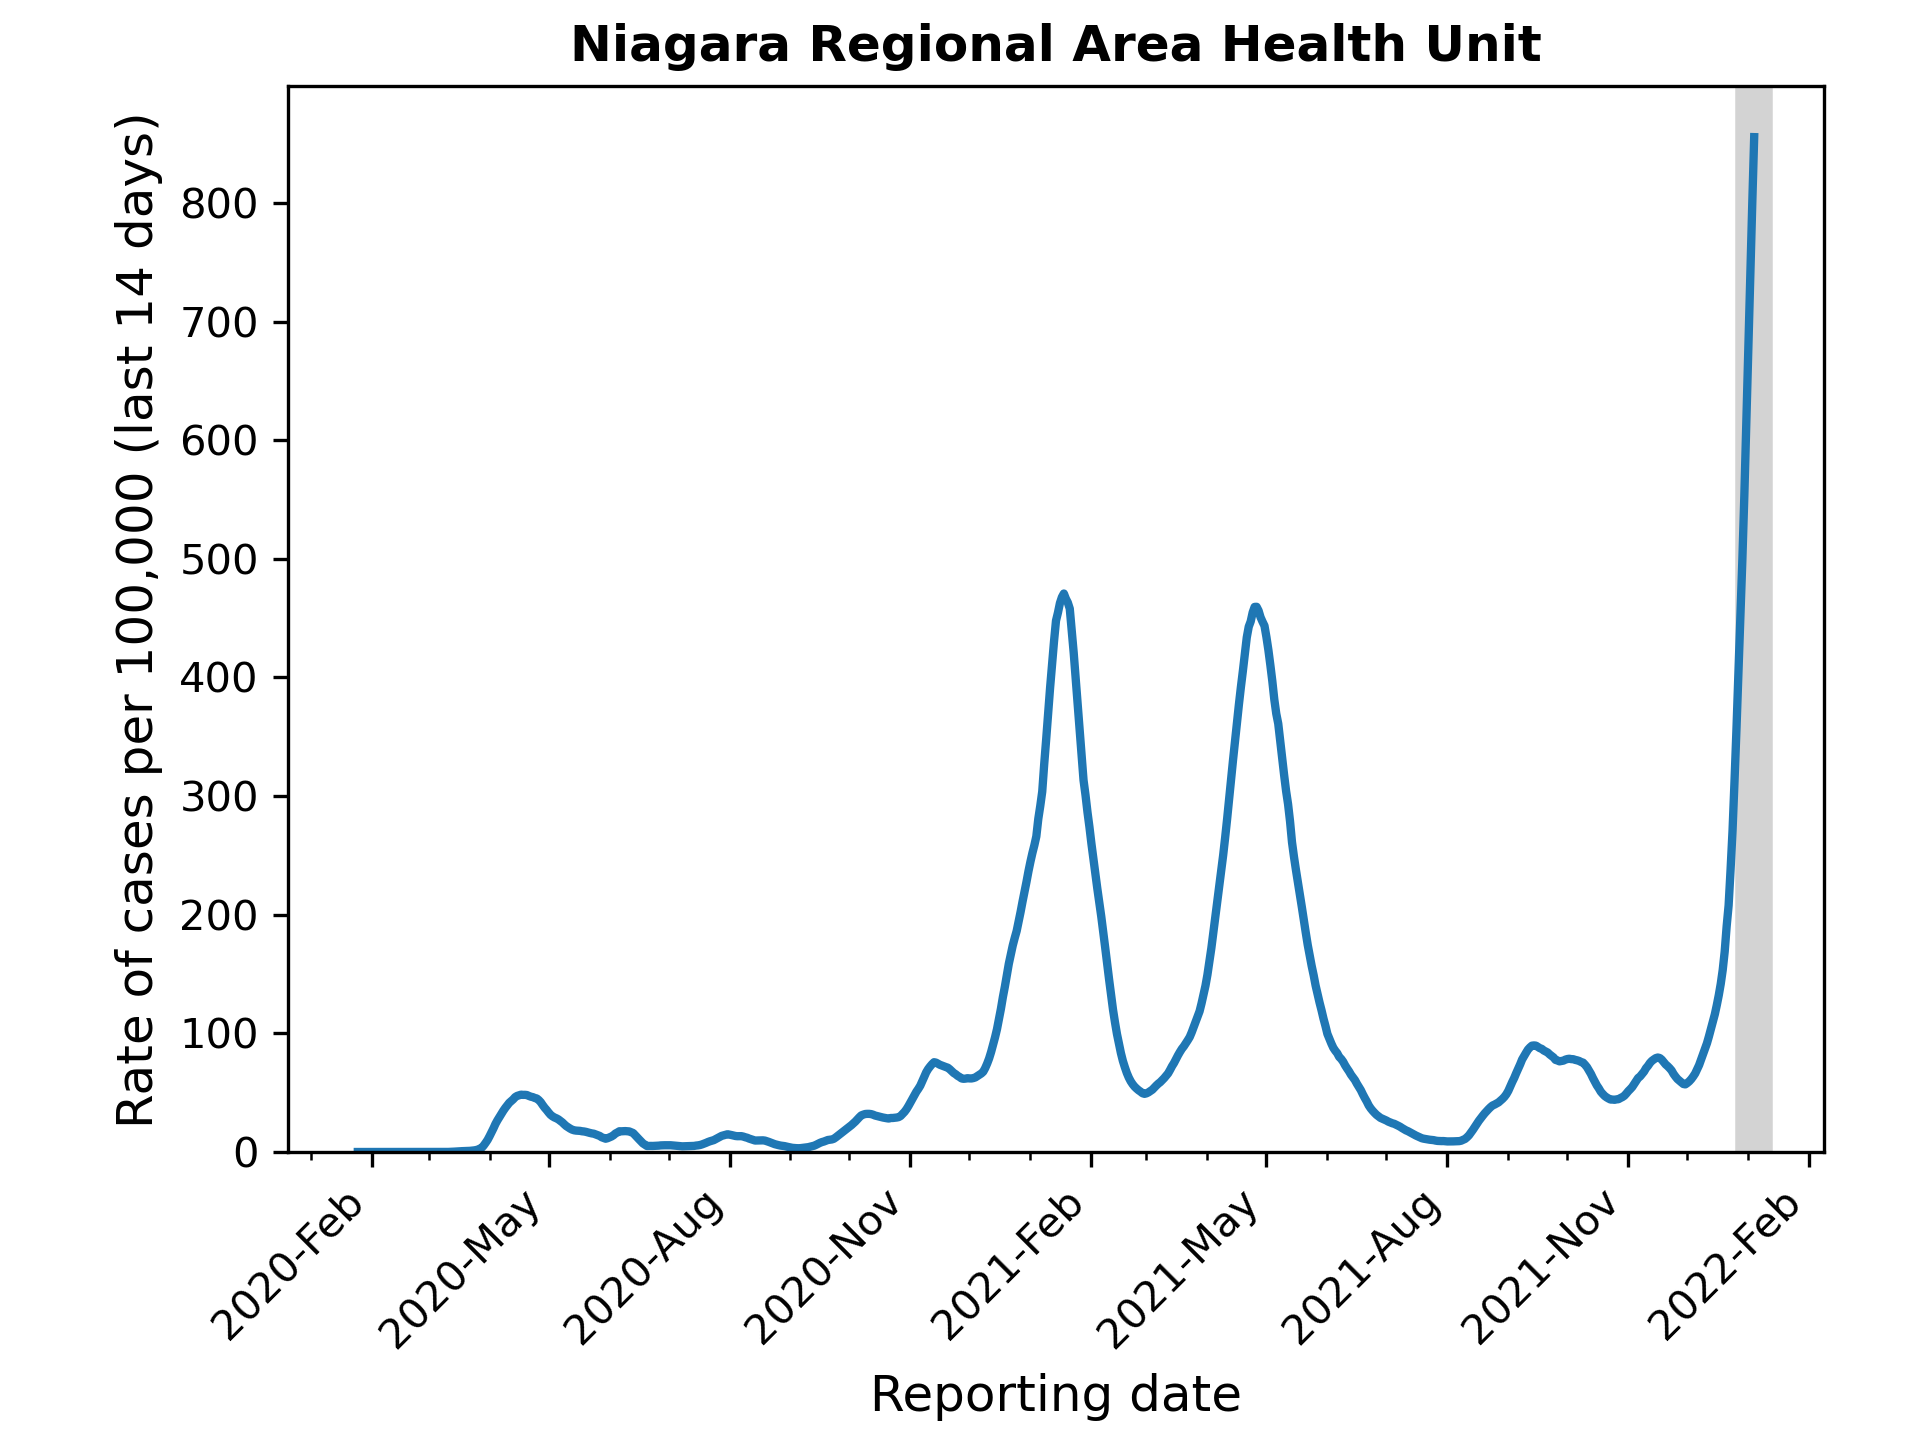 Niagara Regional Area Health Unit
Rate of cases per 100,000 (last 14 days)
800
700
600
500
400
300
200
100
0
2020-Feb
2020-May
2020-Aug
2020-Nov
2021-Feb
2021-May
2021-Aug
2021-Nov
2022-Feb
Reporting date